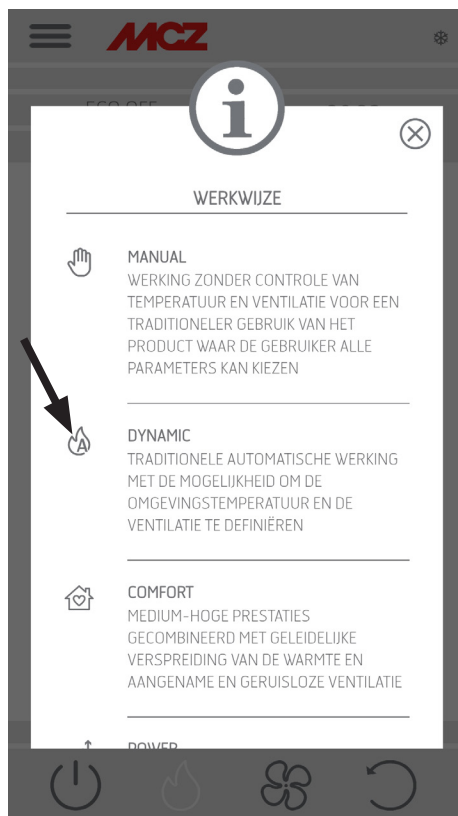 MCZ
ECO OFF
WERKWIJZE
MANUAL
WERKING ZONDER CONTROLE VAN
TEMPERATUUR EN VENTILATIE VOOR EEN
TRADITIONELER GEBRUIK VAN HET
PRODUCT WAAR DE GEBRUIKER ALLE
PARAMETERS KAN KIEZEN
DYNAMIC
TRADITIONELE AUTOMATISCHE WERKING
MET DE MOGELIJKHEID OM DE
OMGEVINGSTEMPERATUUR EN DE
VENTILATIE TE DEFINIËREN
COMFORT
MEDIUM-HOGE PRESTATIES
GECOMBINEERD MET GELEIDELIJKE
VERSPREIDING VAN DE WARMTE EN
AANGENAME EN GERUISLOZE VENTILATIE
POWER